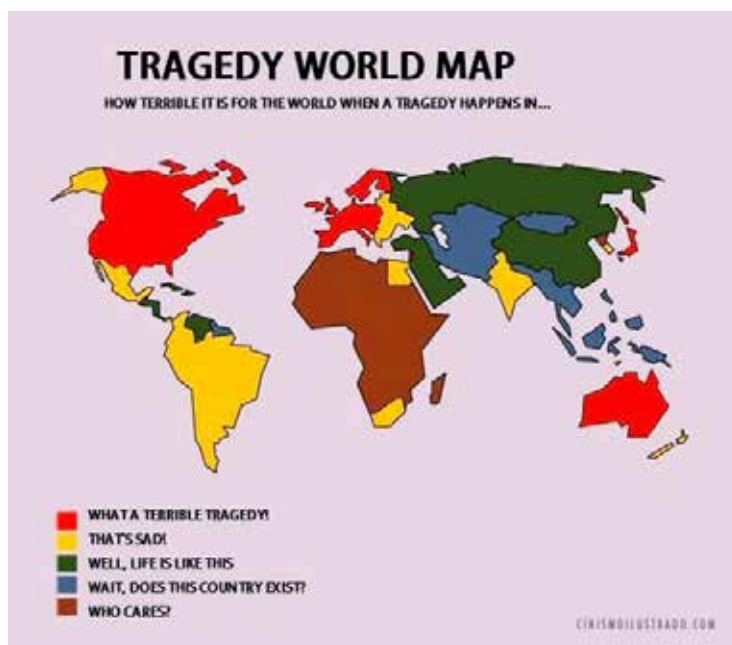 TRAGEDY WORLD MAP
HOW TERRIBLE IT IS FOR THE WORLD WHEN A TRAGEDY HAPPENS IN...
WHAT A TERRIBLE TRAGEDY!
THAT'S SAD!
WELL, LIFE IS LIKE THIS
WAIT, DOES THIS COUNTRY EXIST?
WHO CARES?
CINISMOILUSTRADO.COM